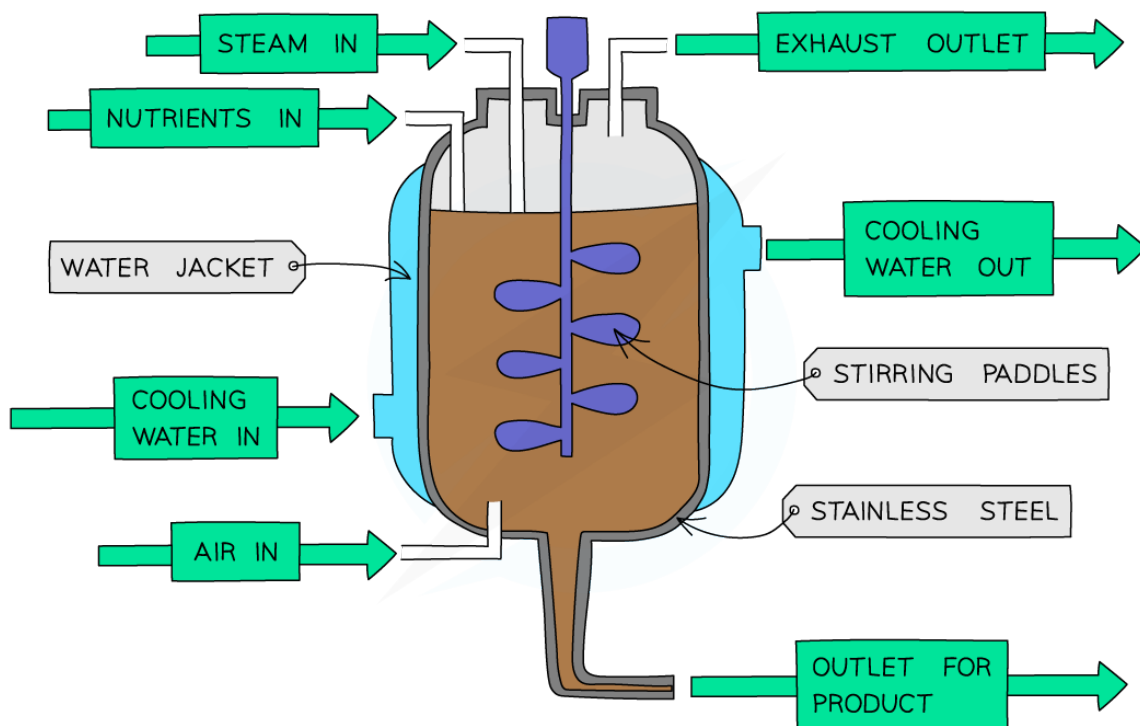 STEAM IN
EXHAUST OUTLET
NUTRIENTS IN
COOLING
WATER OUT
WATER JACKET
STIRRING PADDLES
COOLING
WATER IN
STAINLESS STEEL
AIR IN
OUTLET FOR
PRODUCT